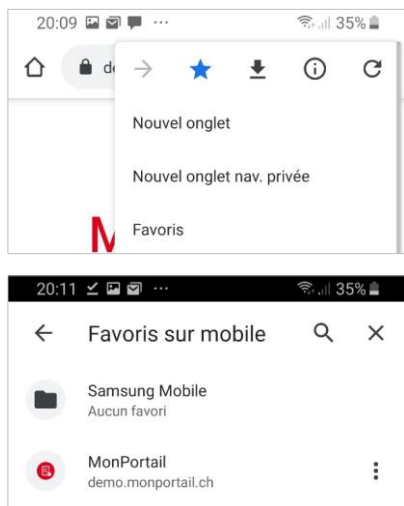 20:09 ... 35%
de
Nouvel onglet
Nouvel onglet nav. privée
M
Favoris
20:11 ... 35%
Favoris sur mobile
Samsung Mobile
Aucun favori
MonPortail
demo.monportail.ch